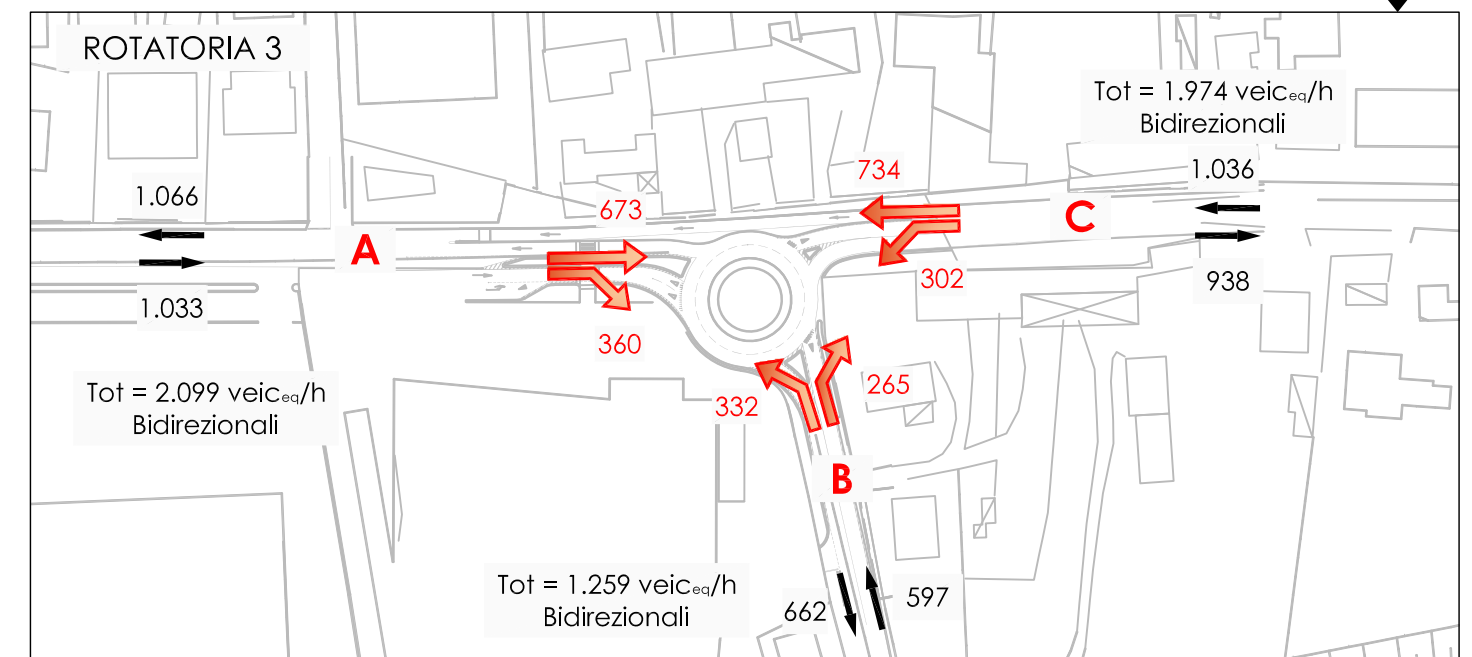 ROTATORIA 3
Tot = 1.974 veiceq/h
Bidirezionali
734
1.036
1.066
673
C
A
302
938
1.033
360
265
Tot = 2.099 veiceq/h
Bidirezionali
332
B
Tot = 1.259 veiceq/h
Bidirezionali
662
597